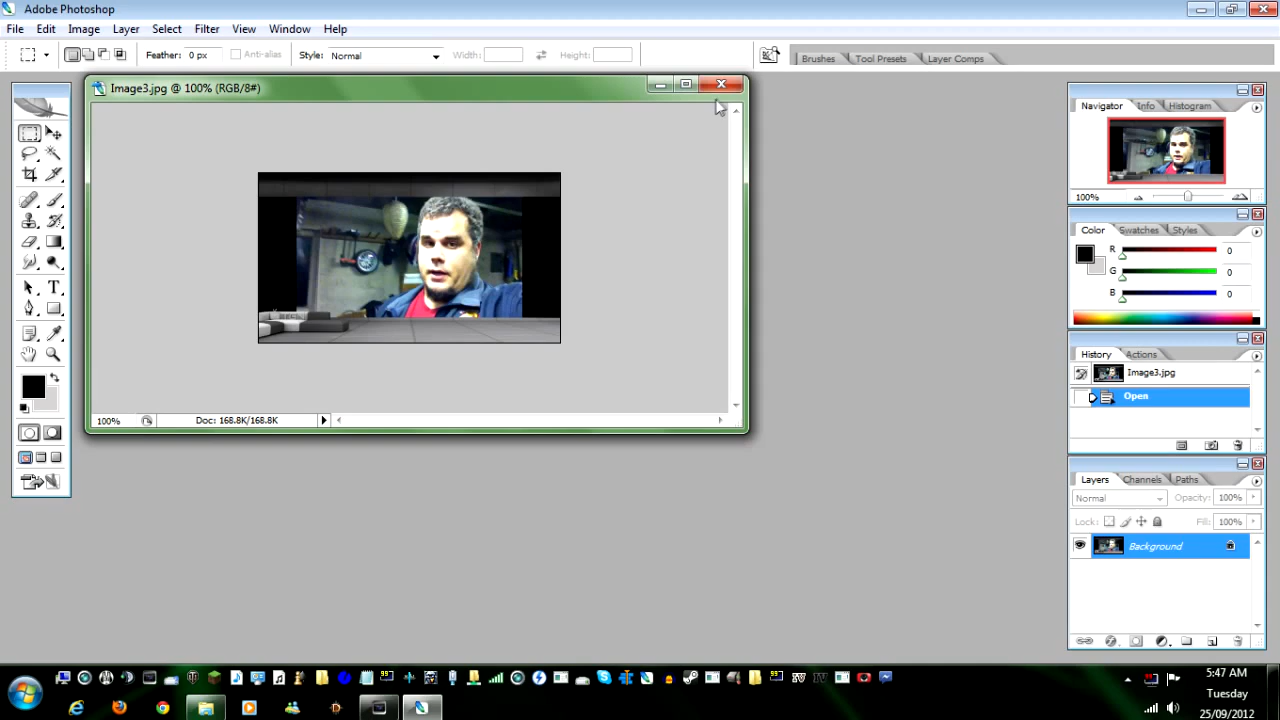 Adobe Photoshop
File Edit Image Layer Select Filter View Window Help
Feather: 0 px Anti-alias Style: Normal Width: Height: Brushes Tool Presets Layer Comps
Image3.jpg @ 100% (RGB/8#)
Navigator Info Histogram
100%
Color Swatches Styles
R 0
G 0
B 0
History Actions
Image3.jpg
Open
100% Doc: 168.8K/168.8K
Layers Channels Paths
Normal Opacity: 100%
Lock: Fill: 100%
Background
5:47 AM
Tuesday
25/09/2012